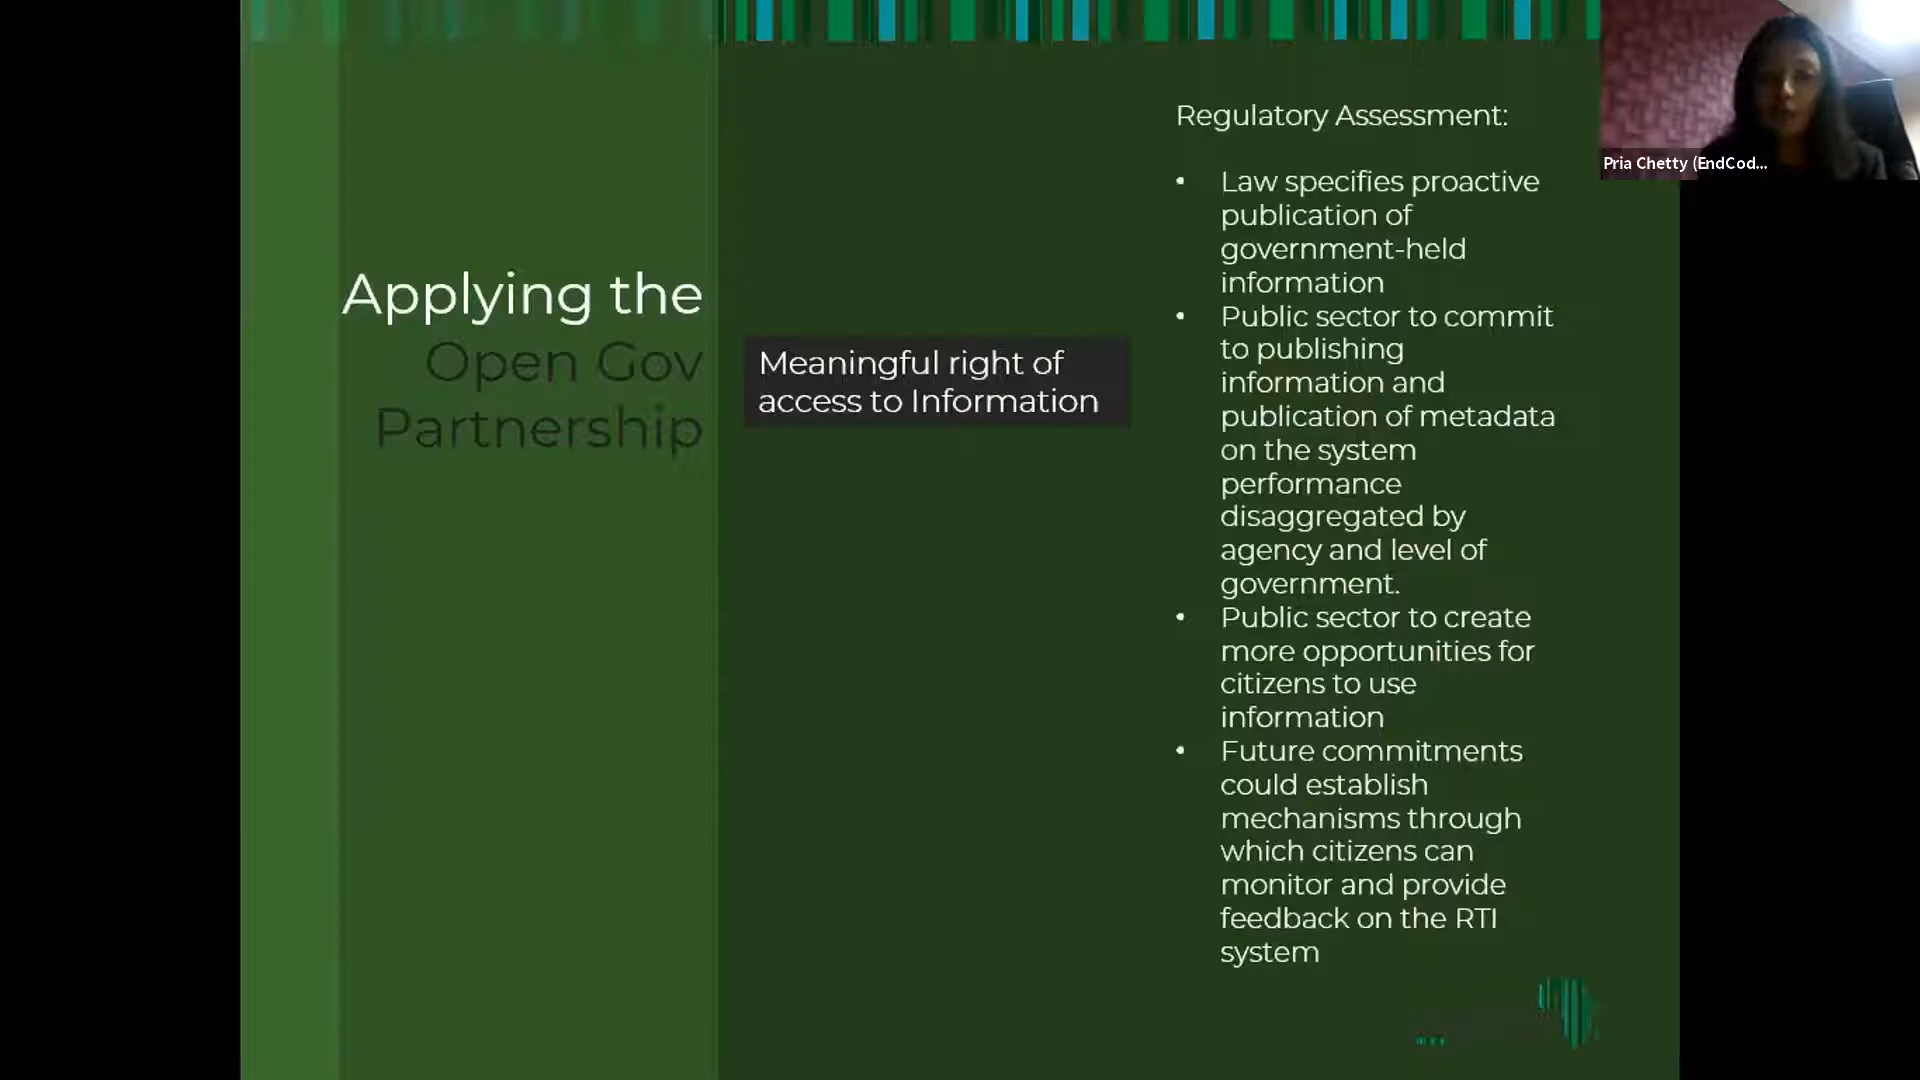 Applying the
Open Gov
Partnership
Meaningful right of
access to Information
Regulatory Assessment:
• Law specifies proactive
publication of
government-held
information
• Public sector to commit
to publishing
information and
publication of metadata
on the system
performance
disaggregated by
agency and level of
government.
• Public sector to create
more opportunities for
citizens to use
information
• Future commitments
could establish
mechanisms through
which citizens can
monitor and provide
feedback on the RTI
system
Pria Chetty (EndCod...